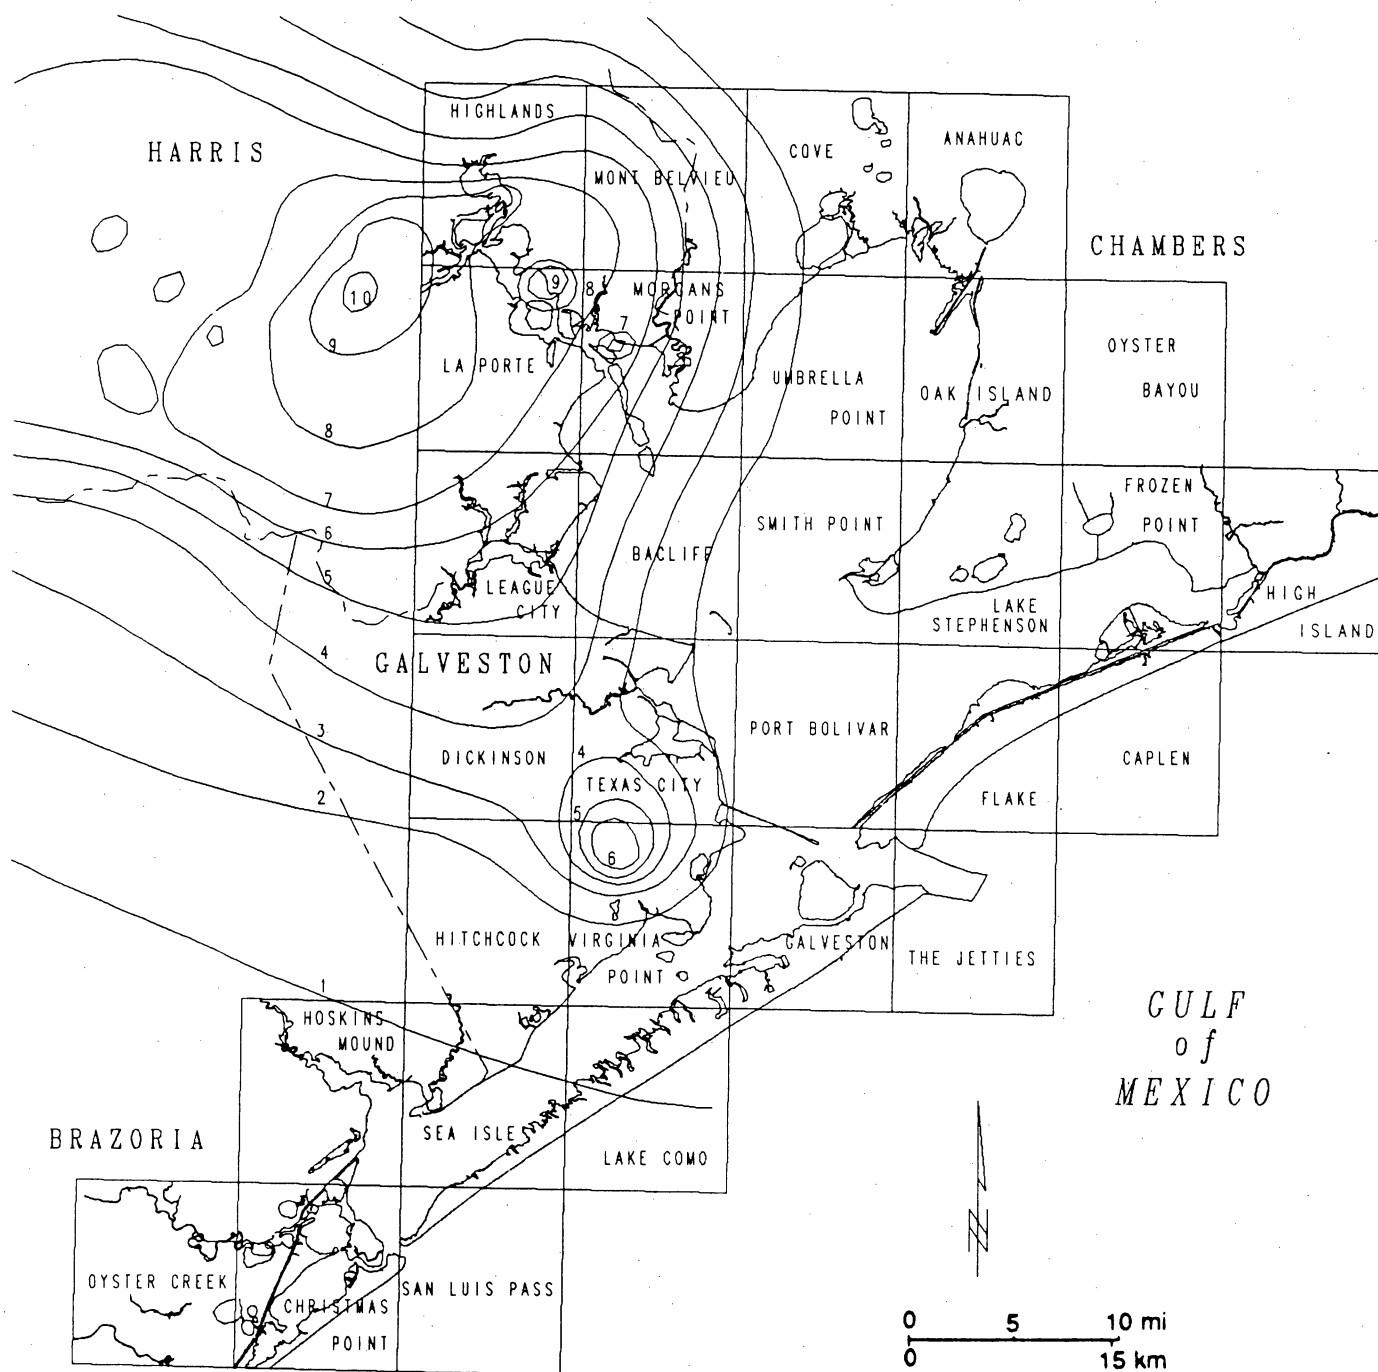 HIGHLANDS
HARRIS
COVE
ANAHUAC
MONT BELVIEU
CHAMBERS
10
9
8
MORGANS
POINT
7
9
OYSTER
BAYOU
LA PORTE
UMBRELLA
POINT
OAK ISLAND
8
7
6
5
FROZEN
POINT
SMITH POINT
BACLIFF
LEAGUE
CITY
LAKE
STEPHENSON
HIGH
ISLAND
4
GALVESTON
3
2
DICKINSON
4
TEXAS CITY
5
6
PORT BOLIVAR
CAPLEN
FLAKE
HITCHCOCK
VIRGINIA
POINT
GALVESTON
THE JETTIES
1
HOSKINS
MOUND
GULF
of
MEXICO
BRAZORIA
SEA ISLE
LAKE COMO
N
OYSTER CREEK
CHRISTMAS
POINT
SAN LUIS PASS
0 5 10 mi
0 15 km